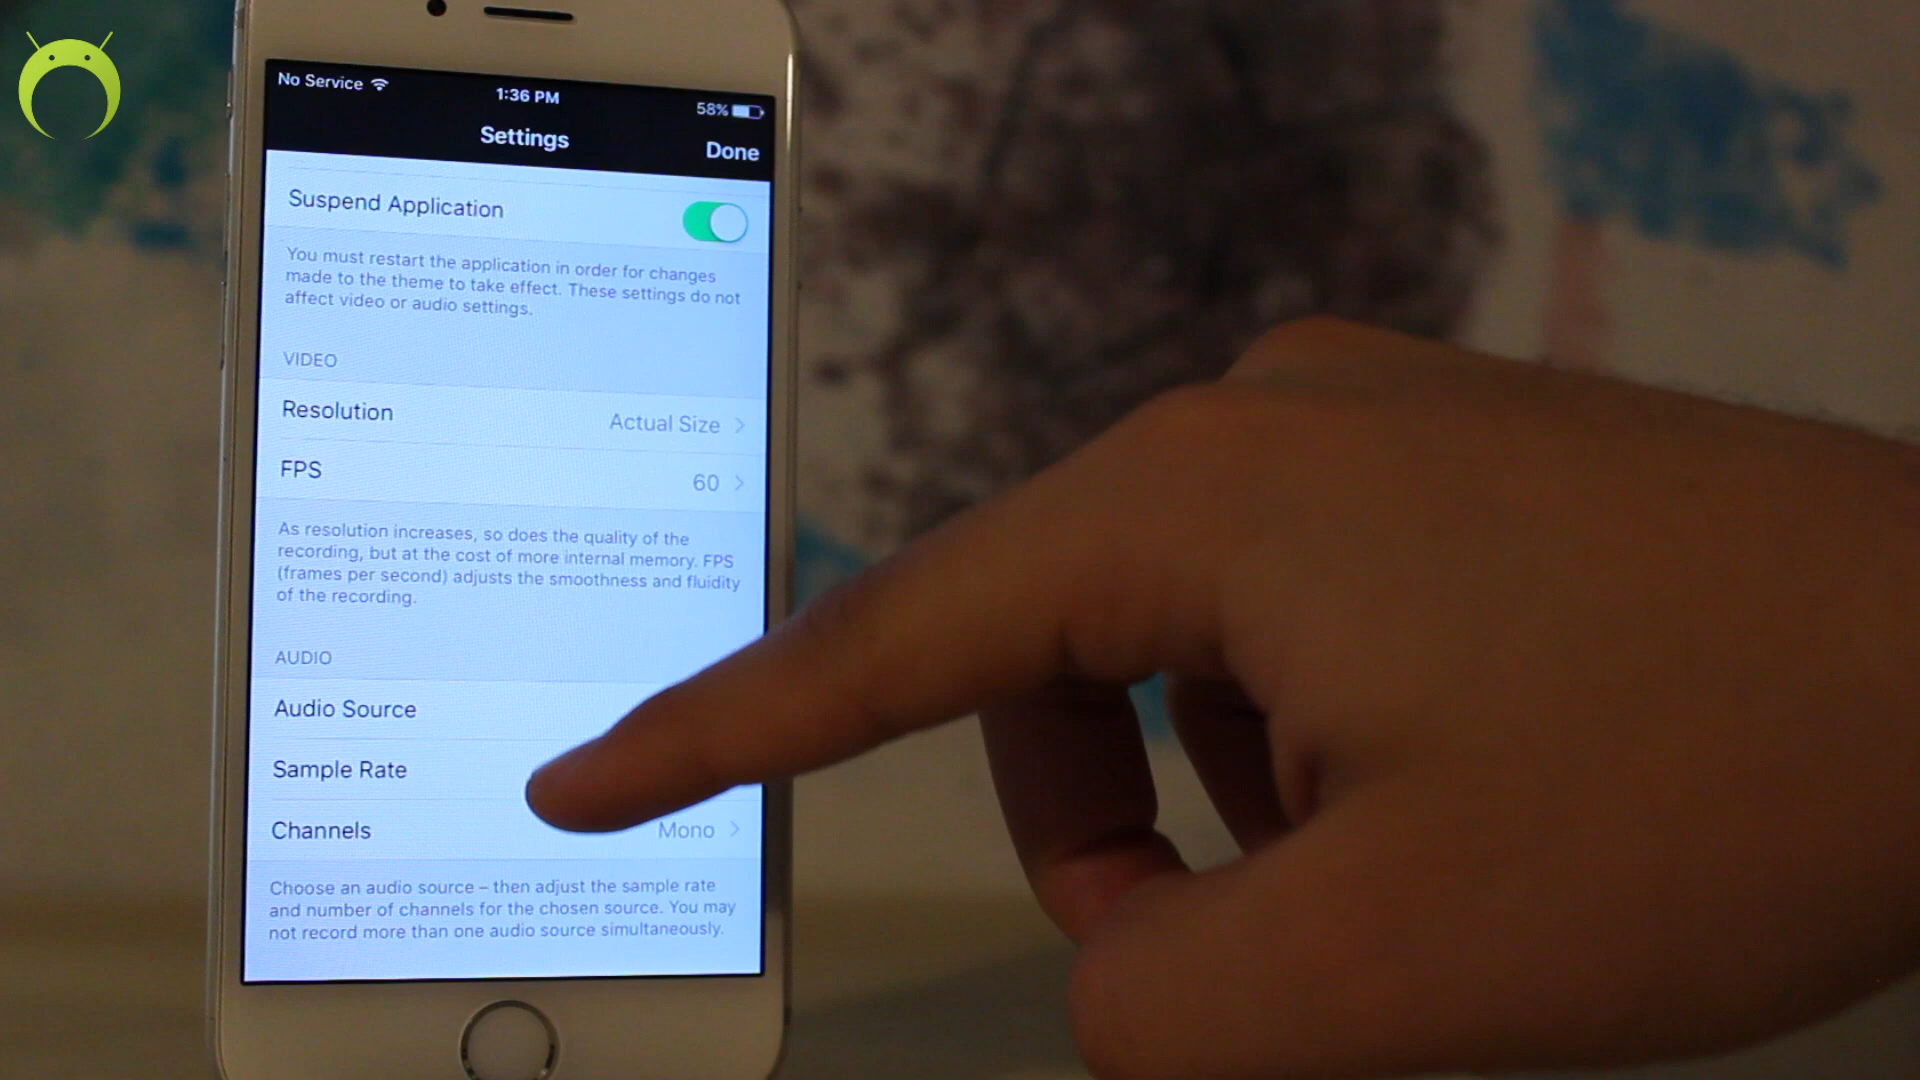 No Service
1:36 PM
58%
Settings
Done
Suspend Application
You must restart the application in order for changes
made to the theme to take effect. These settings do not
affect video or audio settings.
VIDEO
Resolution
Actual Size
FPS
60
As resolution increases, so does the quality of the
recording, but at the cost of more internal memory. FPS
(frames per second) adjusts the smoothness and fluidity
of the recording.
AUDIO
Audio Source
Sample Rate
Channels
Mono
Choose an audio source – then adjust the sample rate
and number of channels for the chosen source. You may
not record more than one audio source simultaneously.